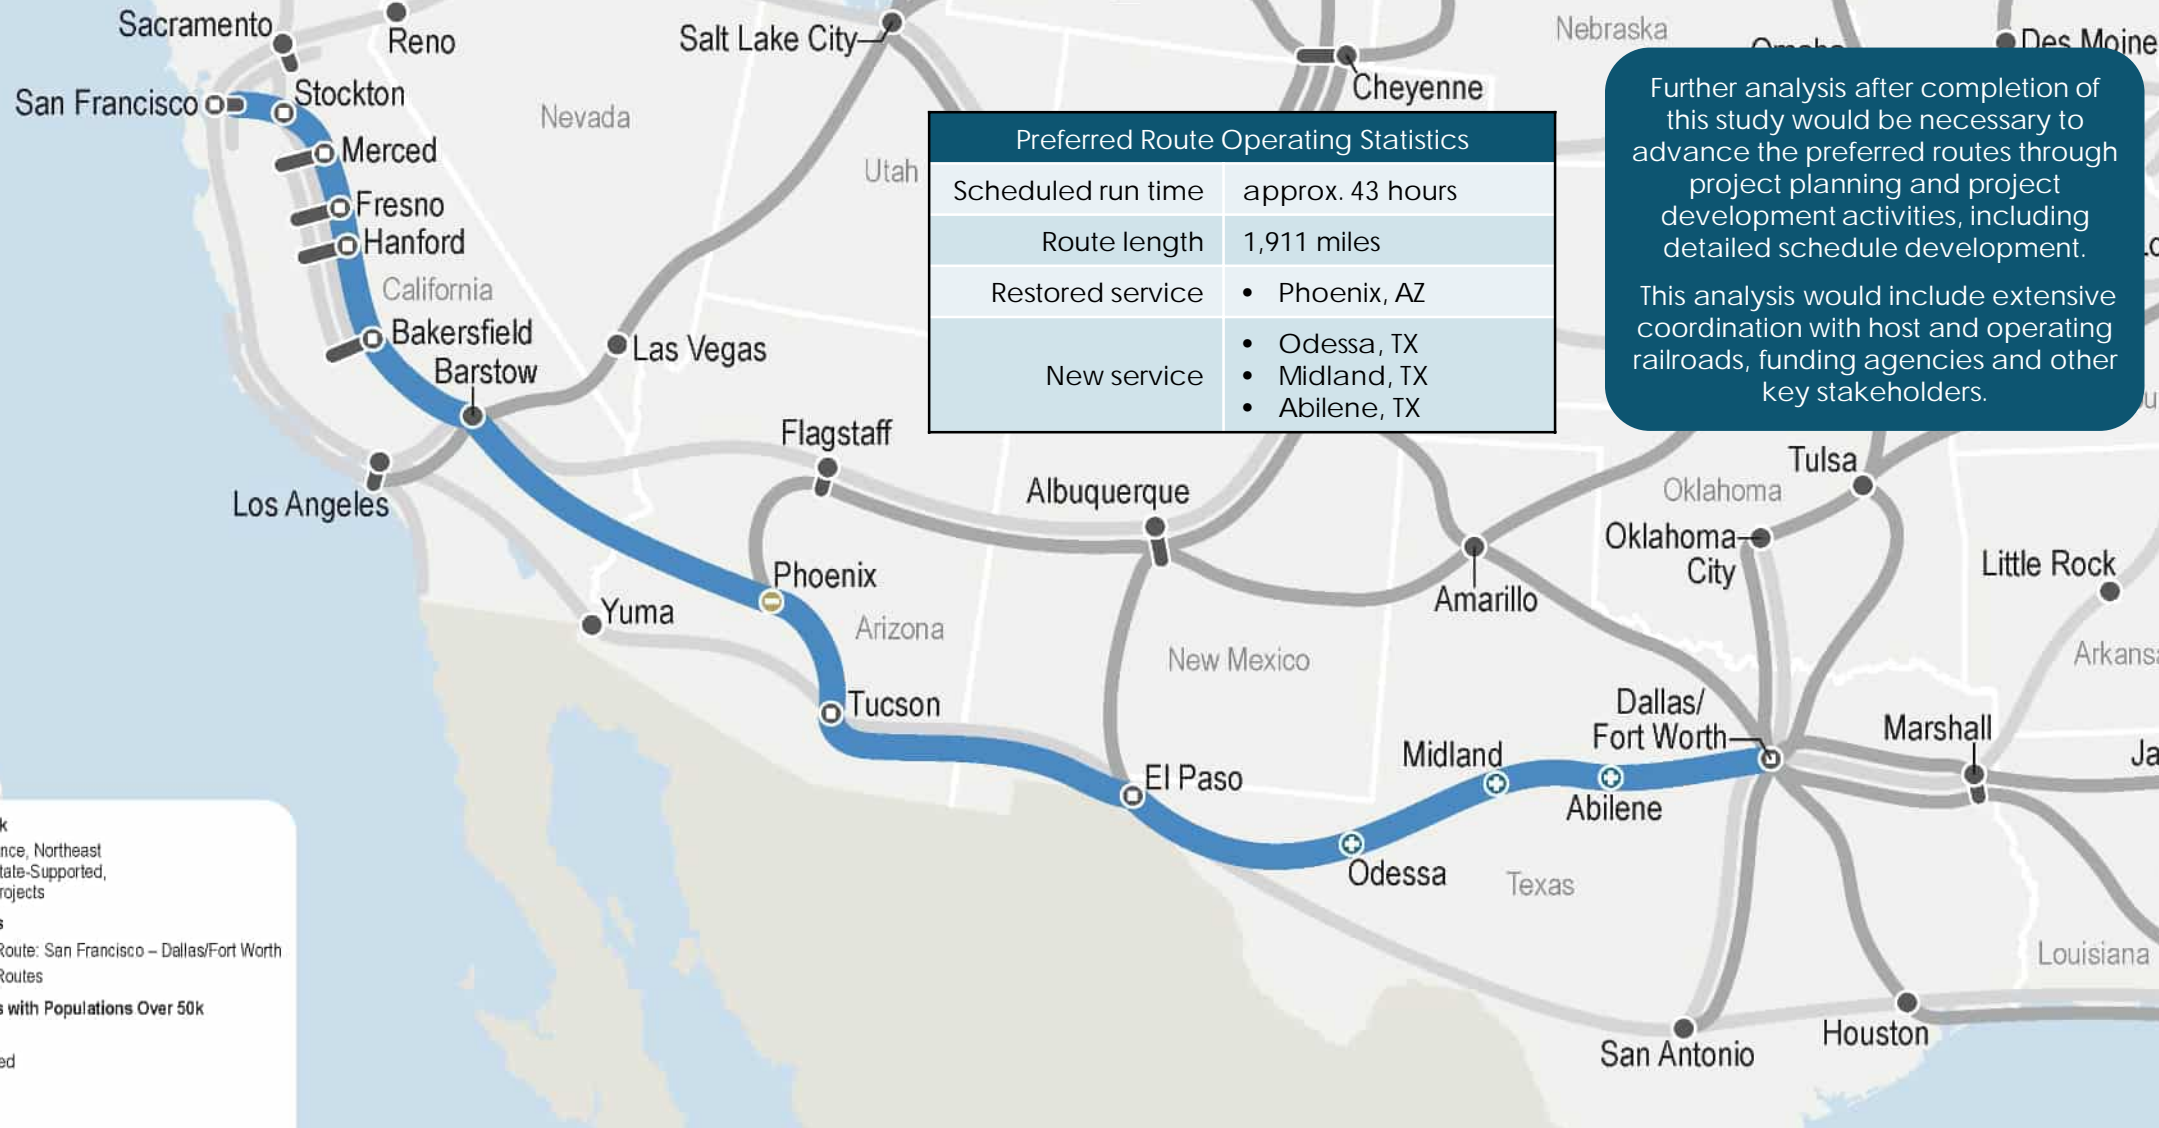 Sacramento
Reno
Salt Lake City
Nebraska
Omaha
Des Moine
San Francisco
Stockton
Nevada
Cheyenne
Merced
Utah
Fresno
Hanford
California
Bakersfield
Barstow
Las Vegas
Preferred Route Operating Statistics
Scheduled run time approx. 43 hours
Route length 1,911 miles
Restored service • Phoenix, AZ
New service
• Odessa, TX
• Midland, TX
• Abilene, TX
Further analysis after completion of
this study would be necessary to
advance the preferred routes through
project planning and project
development activities, including
detailed schedule development.
This analysis would include extensive
coordination with host and operating
railroads, funding agencies and other
key stakeholders.
Flagstaff
Los Angeles
Albuquerque
Tulsa
Oklahoma
Oklahoma
City
Little Rock
Phoenix
Amarillo
Yuma
Arizona
New Mexico
Arkansa
Tucson
Dallas/
Fort Worth
Marshall
Midland
El Paso
Ja
Abilene
Odessa
Texas
Louisiana
Houston
San Antonio
k
nce, Northeast
tate-Supported,
rojects
s
Route: San Francisco – Dallas/Fort Worth
Routes
s with Populations Over 50k
ed